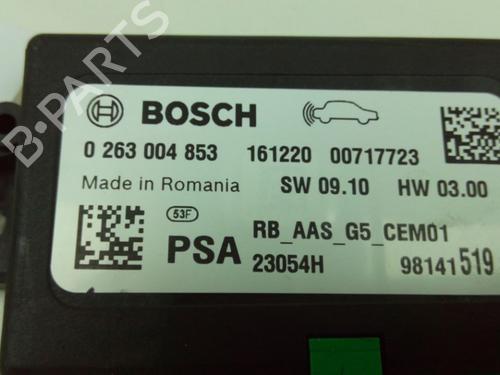 BOSCH
0 263 004 853 161220 00717723
Made in Romania SW 09.10 HW 03.00
53F
PSA RB_AAS_G5_CEM01
23054H 98141519
B-PARTS